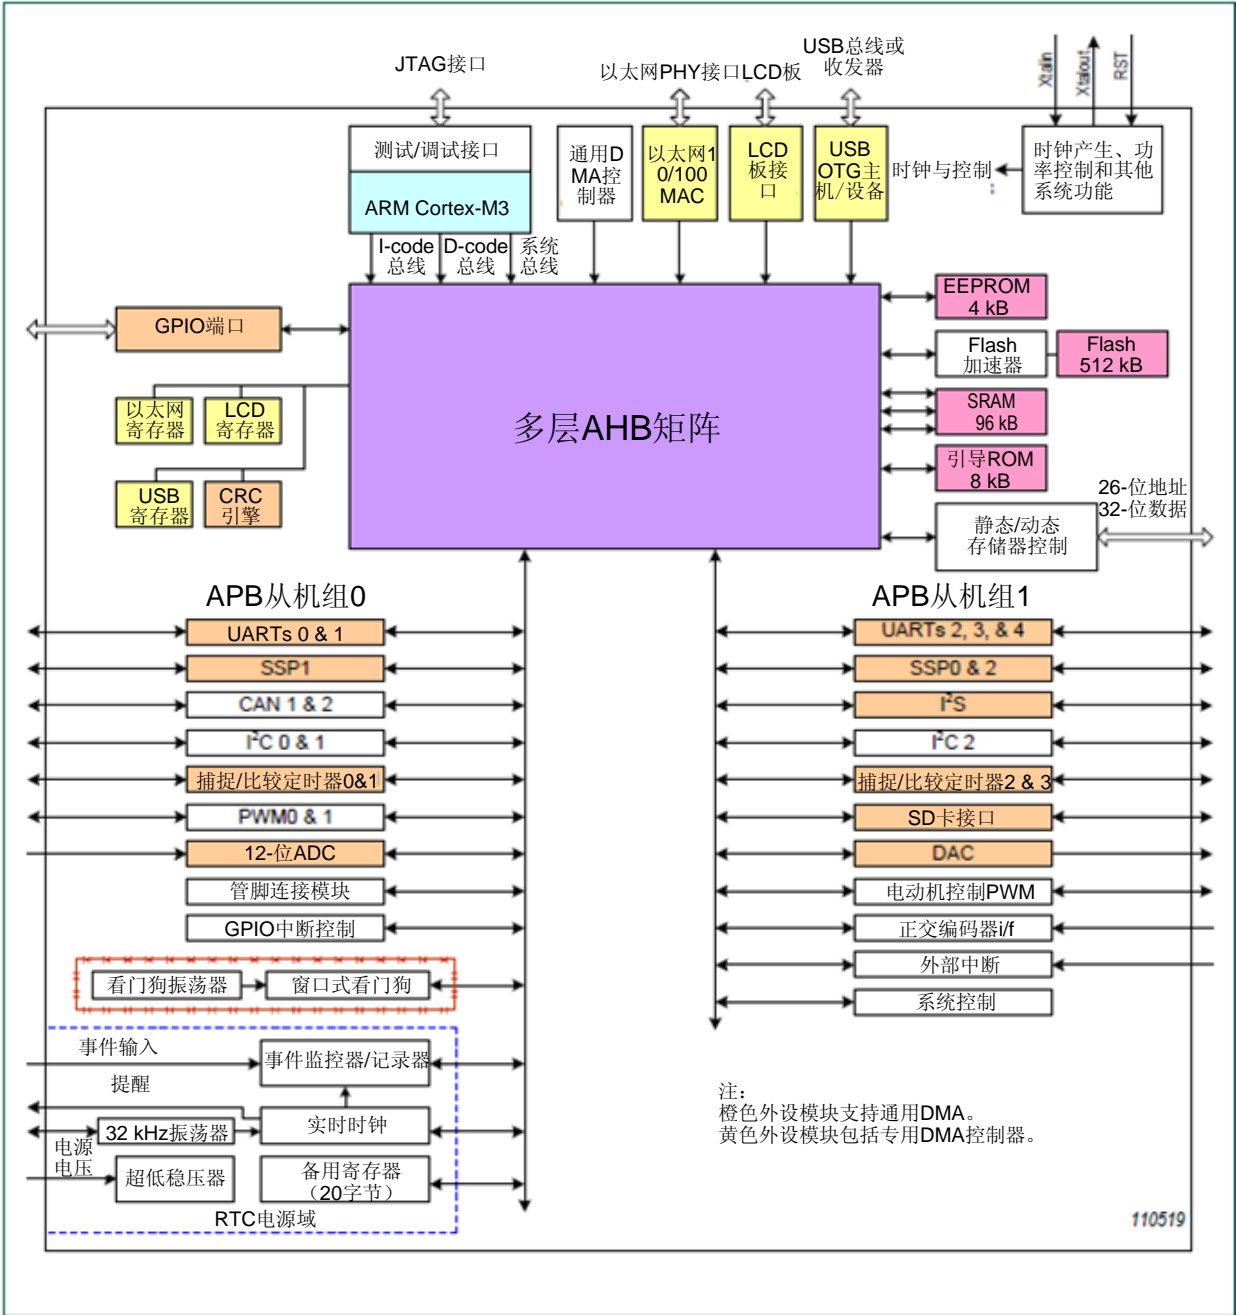 JTAG接口
以太网PHY接口
LCD板
USB总线或
收发器
Xtalin
Xtalout
RST
测试/调试接口
ARM Cortex-M3
通用D
MA控
制器
以太网1
0/100
MAC
LCD
板接
口
USB
OTG主
机/设备
时钟与控制
时钟产生、功
率控制和其他
系统功能
I-code
总线
D-code
总线
系统
总线
GPIO端口
EEPROM
4 kB
Flash
加速器
Flash
512 kB
以太网
寄存器
LCD
寄存器
多层AHB矩阵
SRAM
96 kB
引导ROM
8 kB
USB
寄存器
CRC
引擎
26-位地址
32-位数据
静态/动态
存储器控制
APB从机组0
APB从机组1
UARTs 0 & 1
UARTs 2, 3, & 4
SSP1
SSP0 & 2
CAN 1 & 2
I²S
I²C 0 & 1
I²C 2
捕捉/比较定时器0&1
捕捉/比较定时器2 & 3
PWM0 & 1
SD卡接口
12-位ADC
DAC
管脚连接模块
电动机控制PWM
GPIO中断控制
正交编码器i/f
看门狗振荡器
窗口式看门狗
外部中断
系统控制
事件输入
事件监控器/记录器
提醒
32 kHz振荡器
实时时钟
电源
电压
超低稳压器
备用寄存器
（20字节）
RTC电源域
注：
橙色外设模块支持通用DMA。
黄色外设模块包括专用DMA控制器。
110519